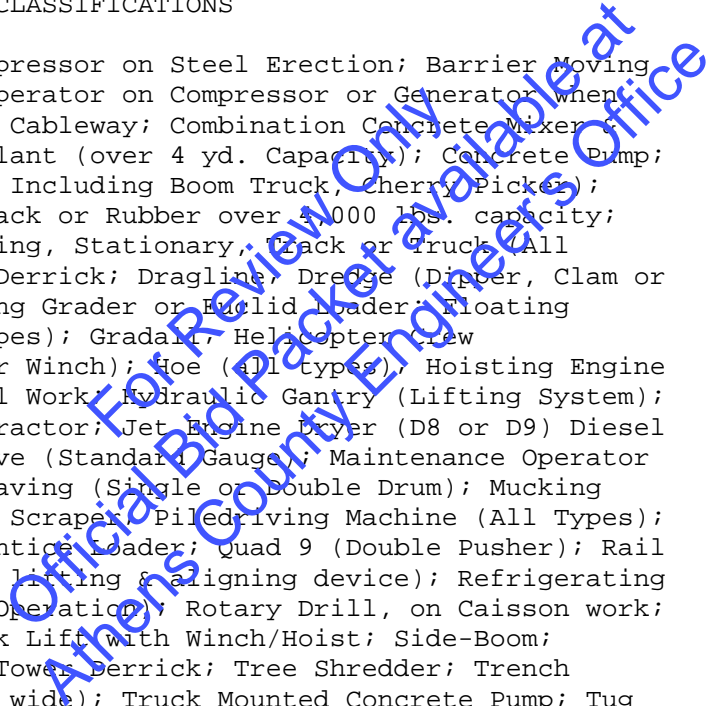 CLASSIFICATIONS
pressor on Steel Erection; Barrier Moving
perator on Compressor or Generator when
Cableway; Combination Concrete Mixer &
lant (over 4 yd. Capacity); Concrete Pump;
Including Boom Truck, Cherry Picker);
ack or Rubber over 4,000 lbs. capacity;
ing, Stationary, Track or Truck (All
Derrick; Dragline; Dredge (Dipper, Clam or
ng Grader or Euclid Loader; Floating
pes); Gradall; Helicopter Crew
r Winch); Hoe (all types); Hoisting Engine
l Work; Hydraulic Gantry (Lifting System);
ractor; Jet Engine Dryer (D8 or D9) Diesel
ve (Standard Gauge); Maintenance Operator
aving (Single or Double Drum); Mucking
Scraper; Piledriving Machine (All Types);
ntice Loader; Quad 9 (Double Pusher); Rail
lifting & aligning device); Refrigerating
Operation); Rotary Drill, on Caisson work;
k Lift with Winch/Hoist; Side-Boom;
Tower Derrick; Tree Shredder; Trench
wide); Truck Mounted Concrete Pump; Tug
For Review Only
Official Bid Packet available at
Athens County Engineer's Office